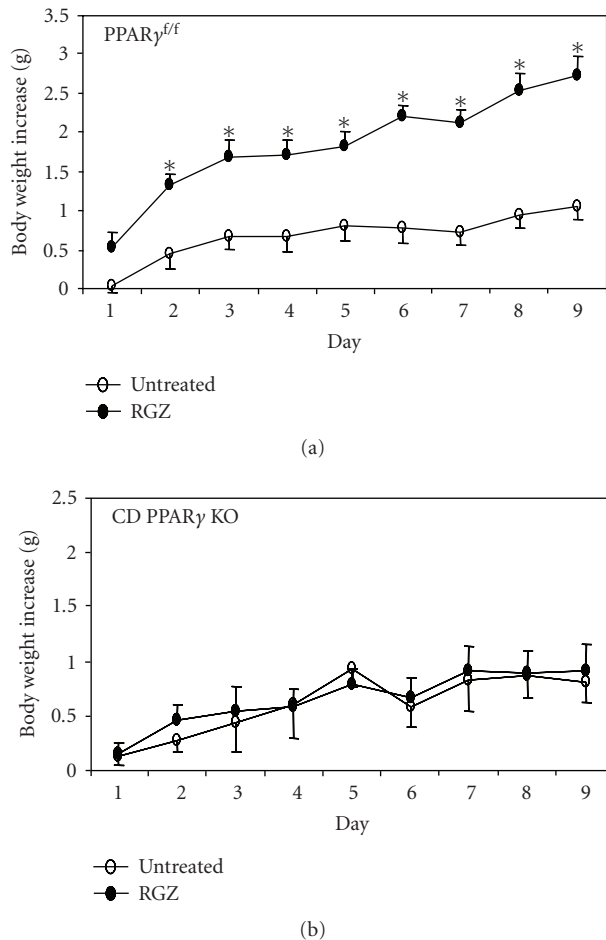 3.5
PPARγf/f
3
2.5
2
1.5
1
0.5
0
Body weight increase (g)
* * * * * * * *
1 2 3 4 5 6 7 8 9
Day
Untreated
RGZ
(a)
2.5
CD PPARγ KO
2
1.5
1
0.5
0
Body weight increase (g)
1 2 3 4 5 6 7 8 9
Day
Untreated
RGZ
(b)